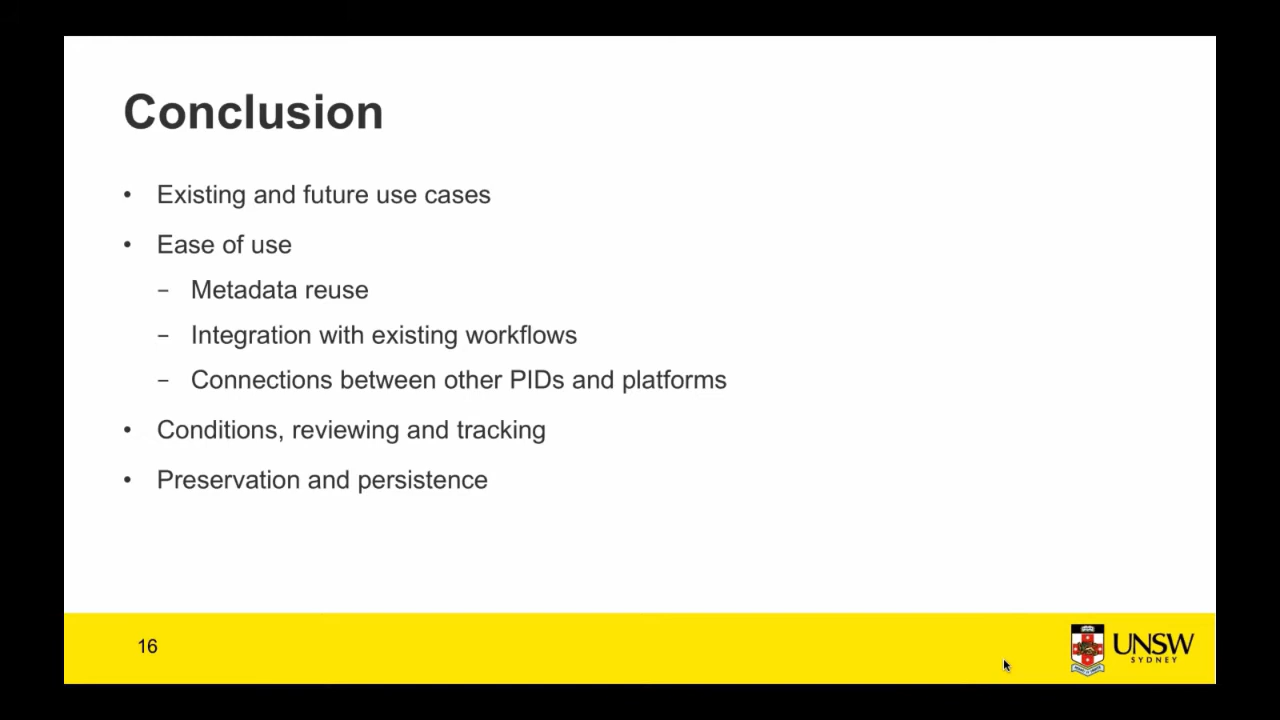 Conclusion
• Existing and future use cases
• Ease of use
– Metadata reuse
– Integration with existing workflows
– Connections between other PIDs and platforms
• Conditions, reviewing and tracking
• Preservation and persistence
16
UNSW
SYDNEY